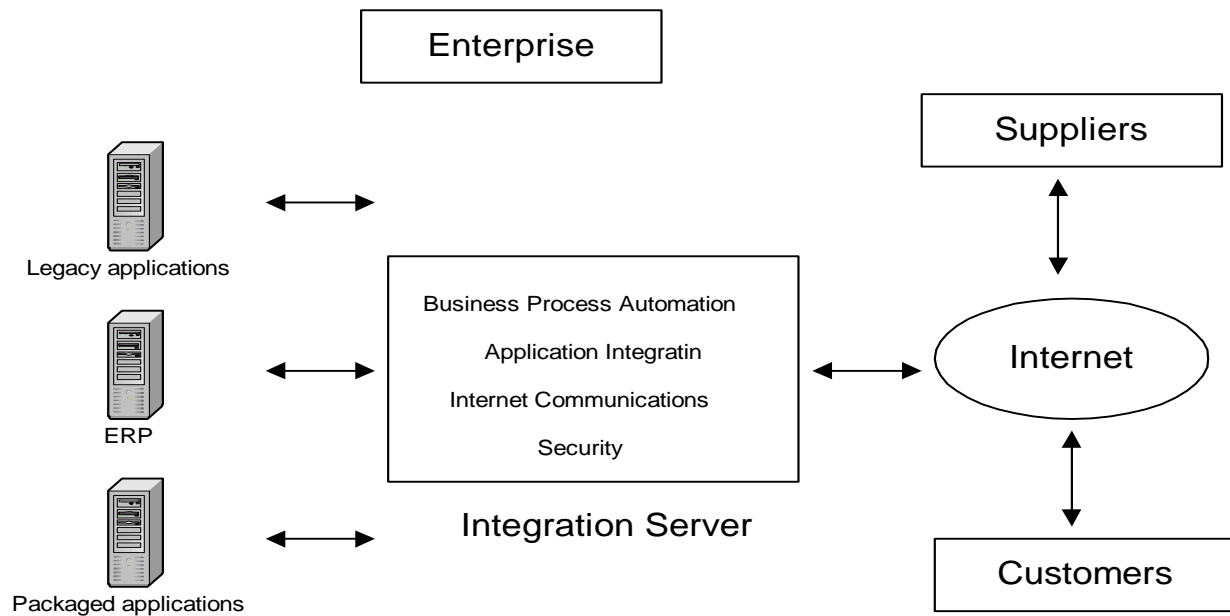 Enterprise
Suppliers
Legacy applications
Business Process Automation
Application Integratin
Internet
Internet Communications
ERP
Security
Integration Server
Customers
Packaged applications